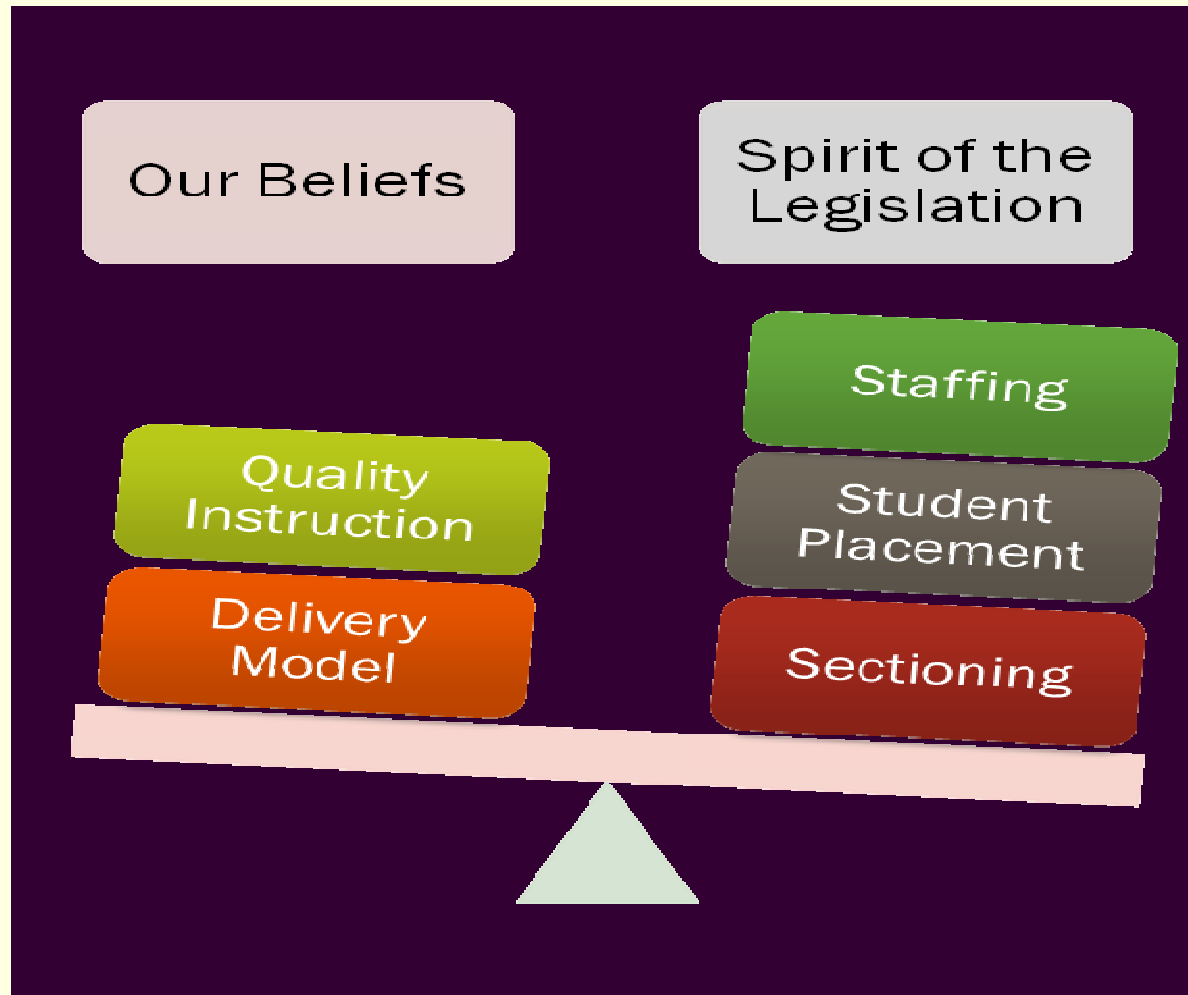 Our Beliefs
Spirit of the
Legislation
Staffing
Quality
Instruction
Student
Placement
Delivery
Model
Sectioning